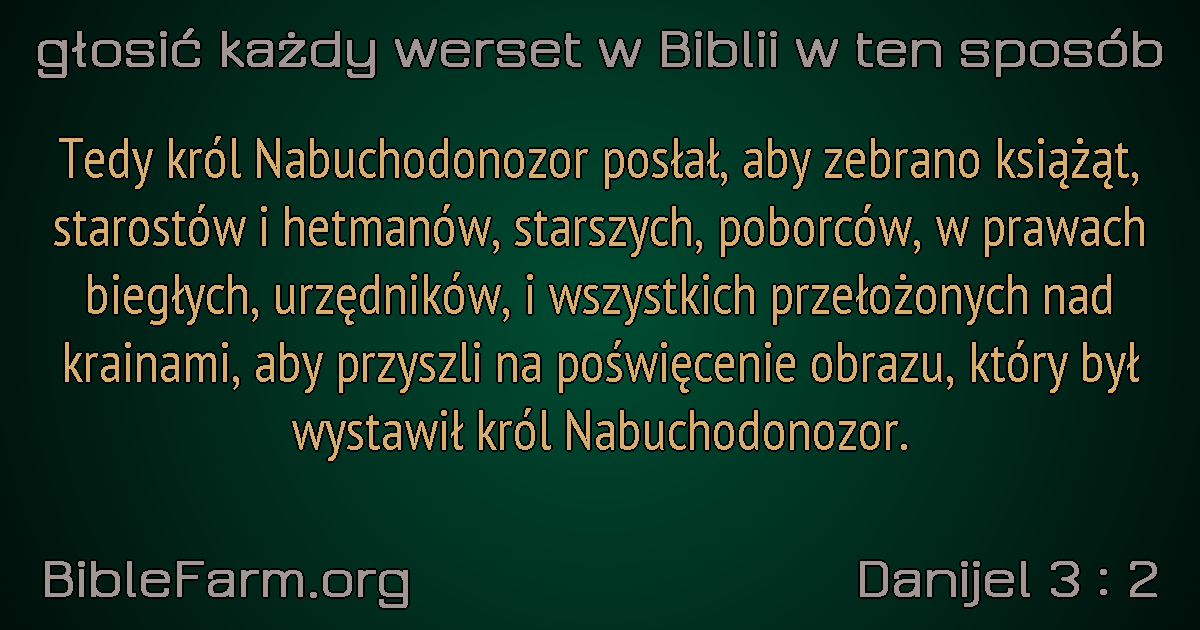 głosić każdy werset w Biblii w ten sposób
Tedy król Nabuchodonozor posłał, aby zebrano książąt,
starostów i hetmanów, starszych, poborców, w prawach
biegłych, urzędników, i wszystkich przełożonych nad
krainami, aby przyszli na poświęcenie obrazu, który był
wystawił król Nabuchodonozor.
BibleFarm.org
Danijel 3 : 2